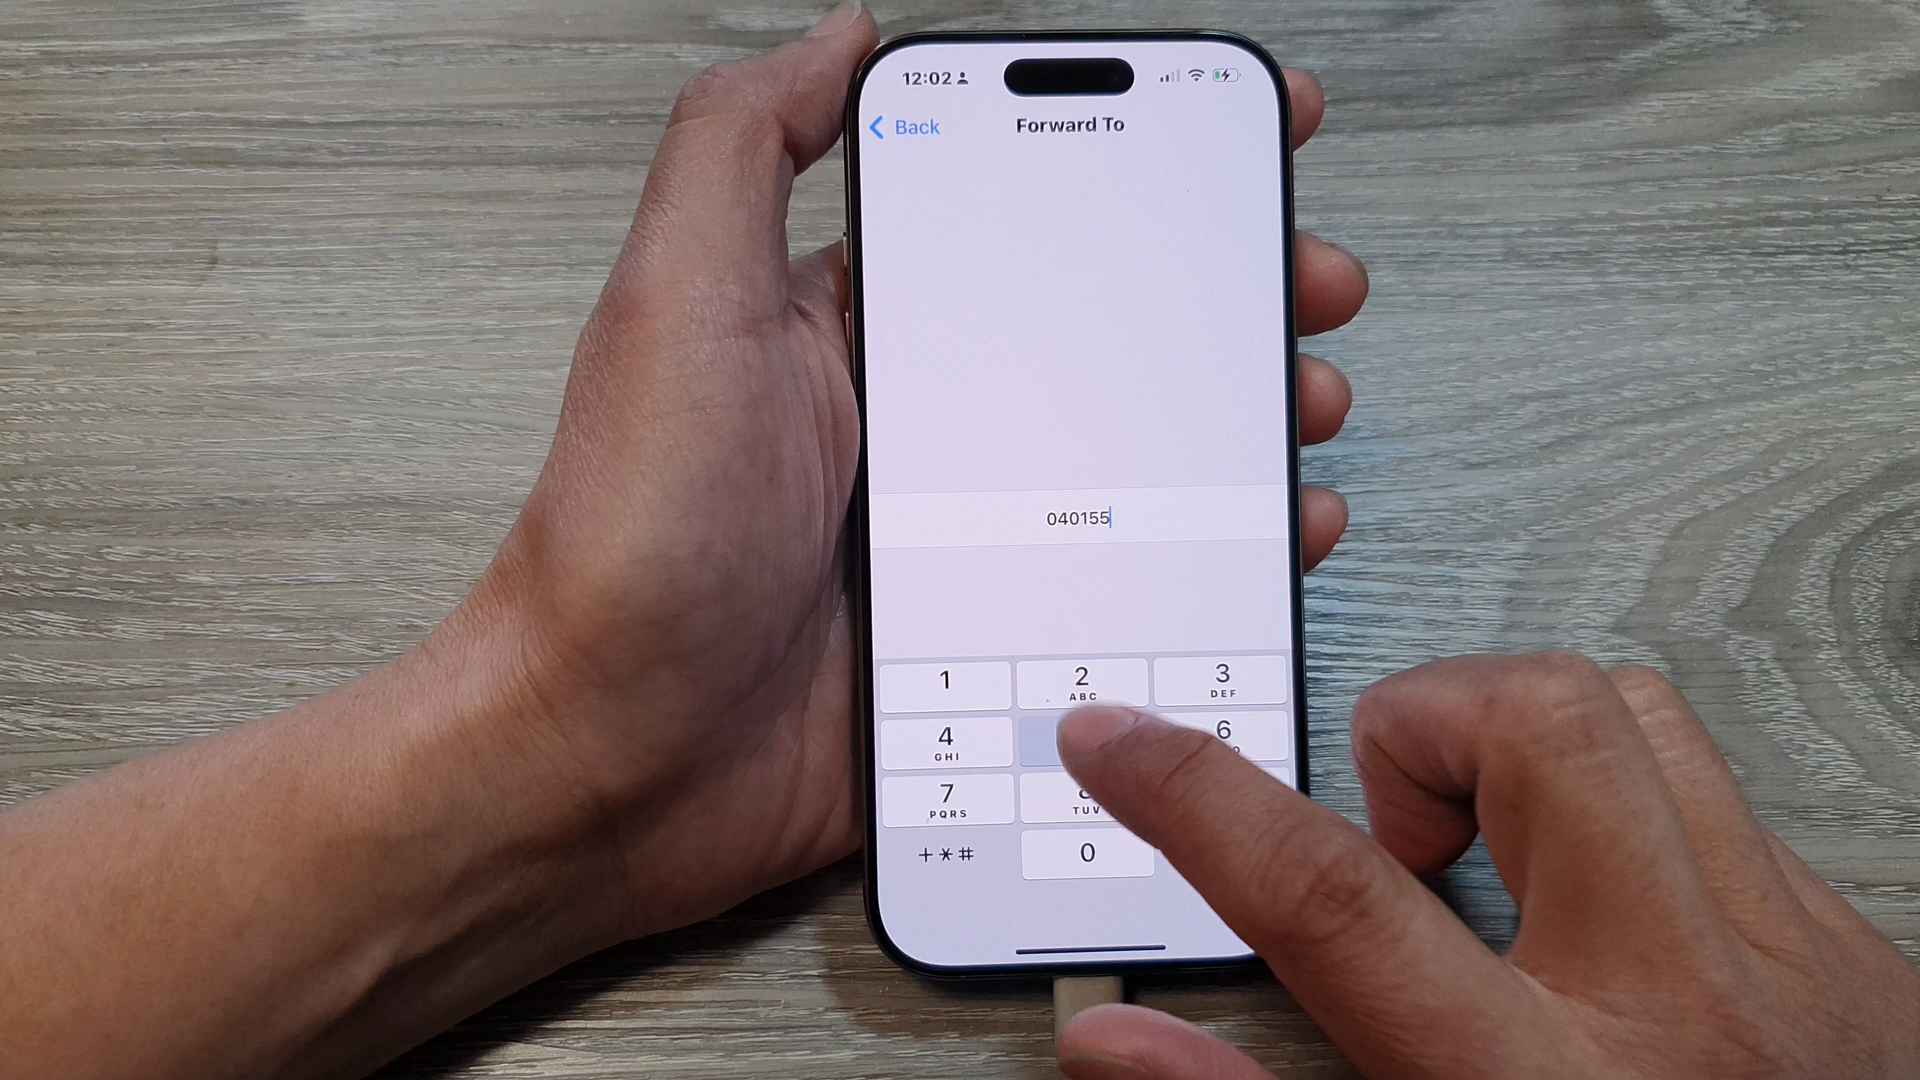 12:02
Back
Forward To
040155
1
2
ABC
3
DEF
4
GHI
6
7
PQRS
TUV
+*#
0